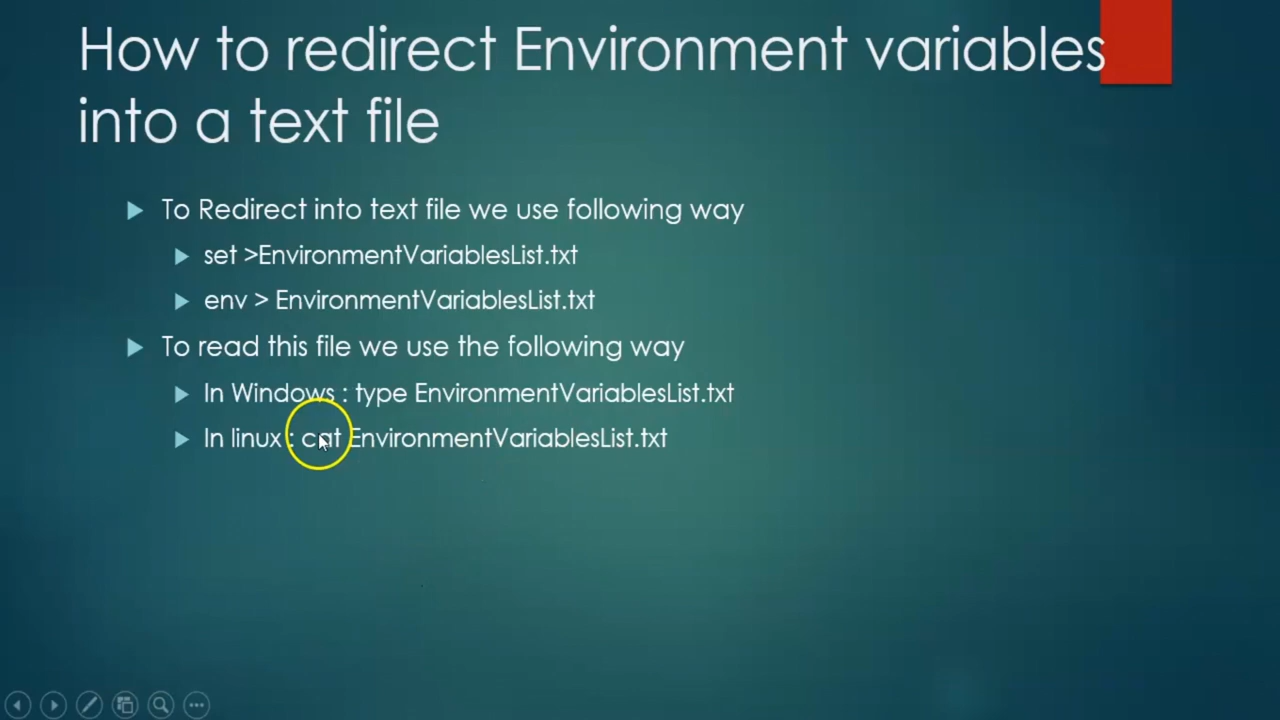 How to redirect Environment variables
into a text file
To Redirect into text file we use following way
set >EnvironmentVariablesList.txt
env > EnvironmentVariablesList.txt
To read this file we use the following way
In Windows : type EnvironmentVariablesList.txt
In linux : cat EnvironmentVariablesList.txt